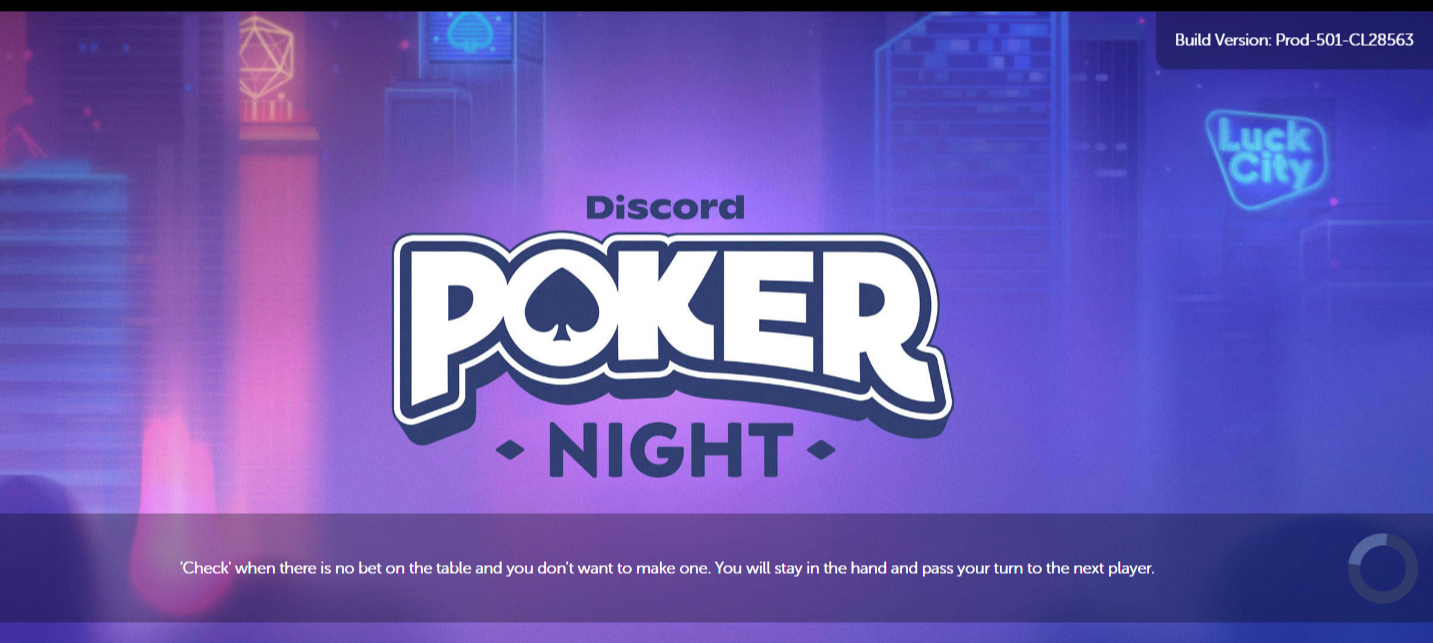 Build Version: Prod-501-CL28563
Luck
City
Discord
POKER
NIGHT
'Check' when there is no bet on the table and you don't want to make one. You will stay in the hand and pass your turn to the next player.